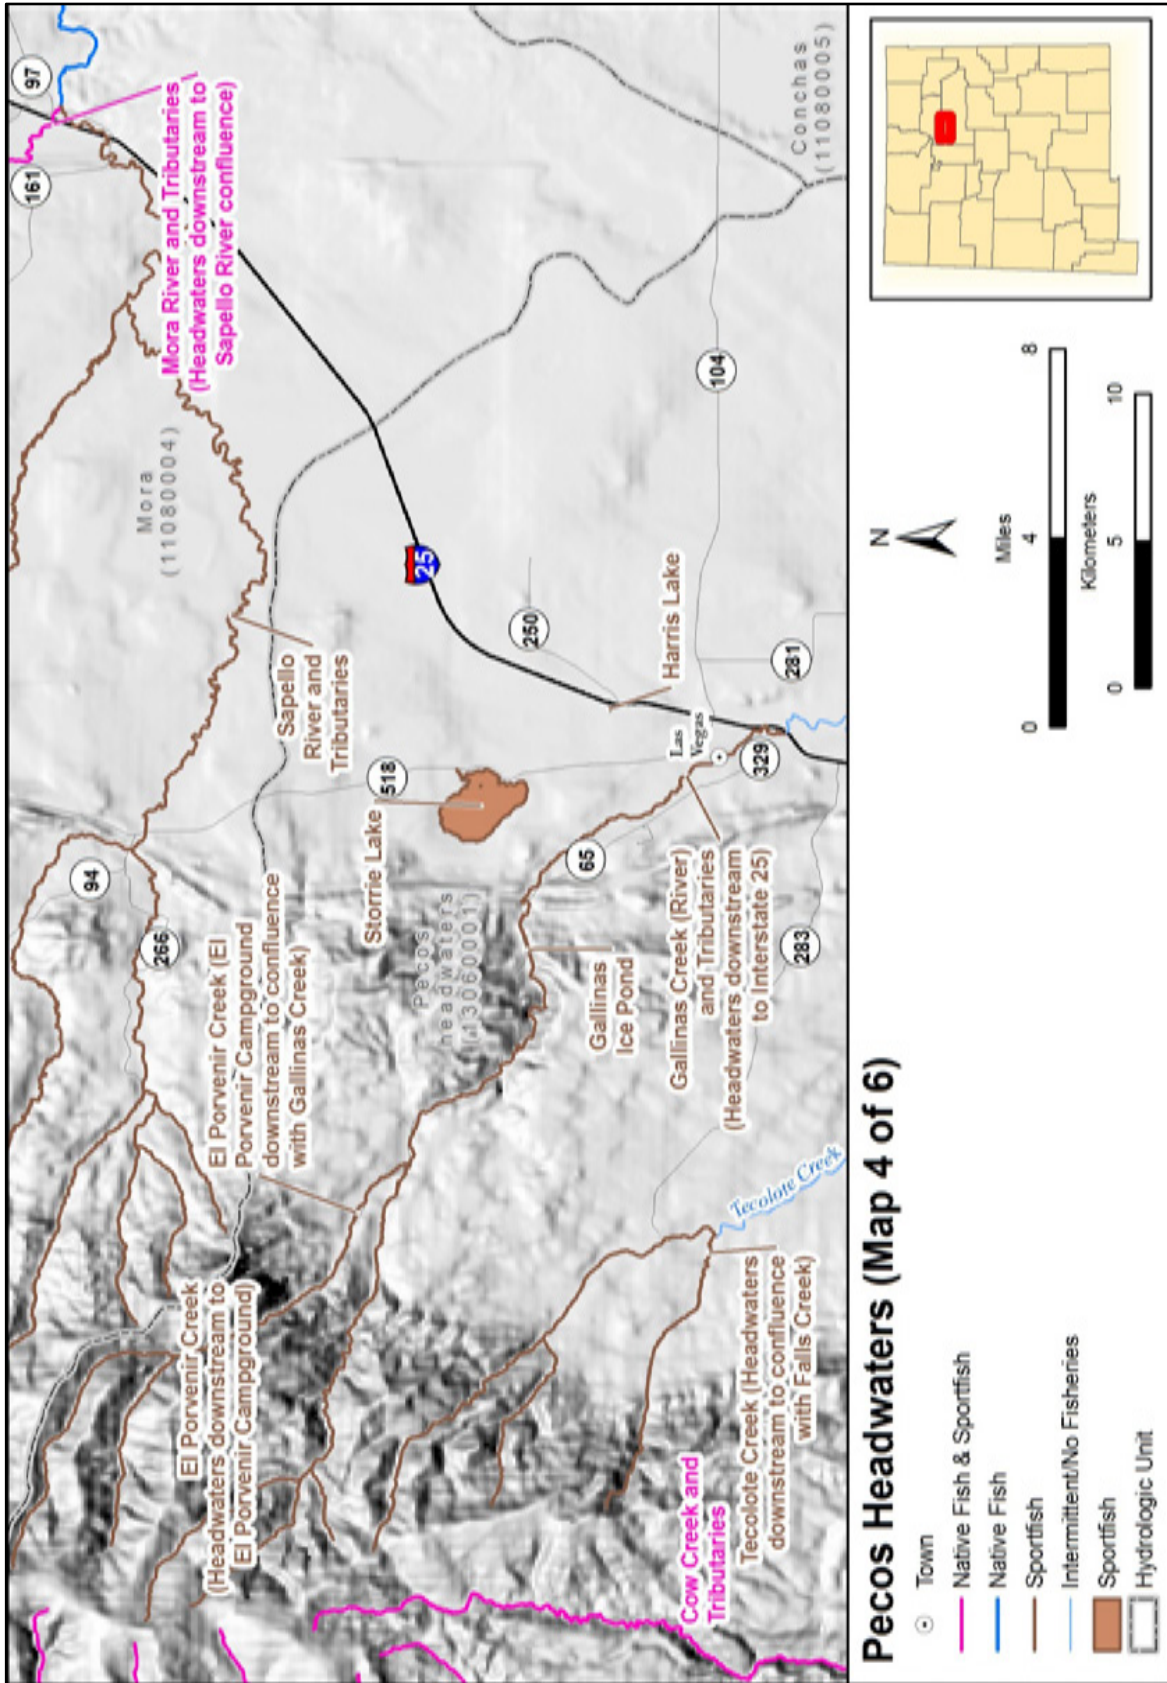 97
161
Mora River and Tributaries
(Headwaters downstream to
Sapello River confluence)
Mora
(11080004)
Conchas
(11080005)
94
266
518
25
250
104
281
65
329
283
Sapello
River and
Tributaries
Harris Lake
Las
Vegas
Storrie Lake
El Porvenir Creek (El
Porvenir Campground
downstream to confluence
with Gallinas Creek)
Pecos
headwaters
(13060001)
Gallinas
Ice Pond
Gallinas Creek (River)
and Tributaries
(Headwaters downstream
to Interstate 25)
El Porvenir Creek
(Headwaters downstream to
El Porvenir Campground)
Tecolote Creek
Tecolote Creek (Headwaters
downstream to confluence
with Falls Creek)
Cow Creek and
Tributaries
Pecos Headwaters (Map 4 of 6)
Town
Native Fish & Sportfish
Native Fish
Sportfish
Intermittent/No Fisheries
Sportfish
Hydrologic Unit
N
Miles
0 4 8
Kilometers
0 5 10